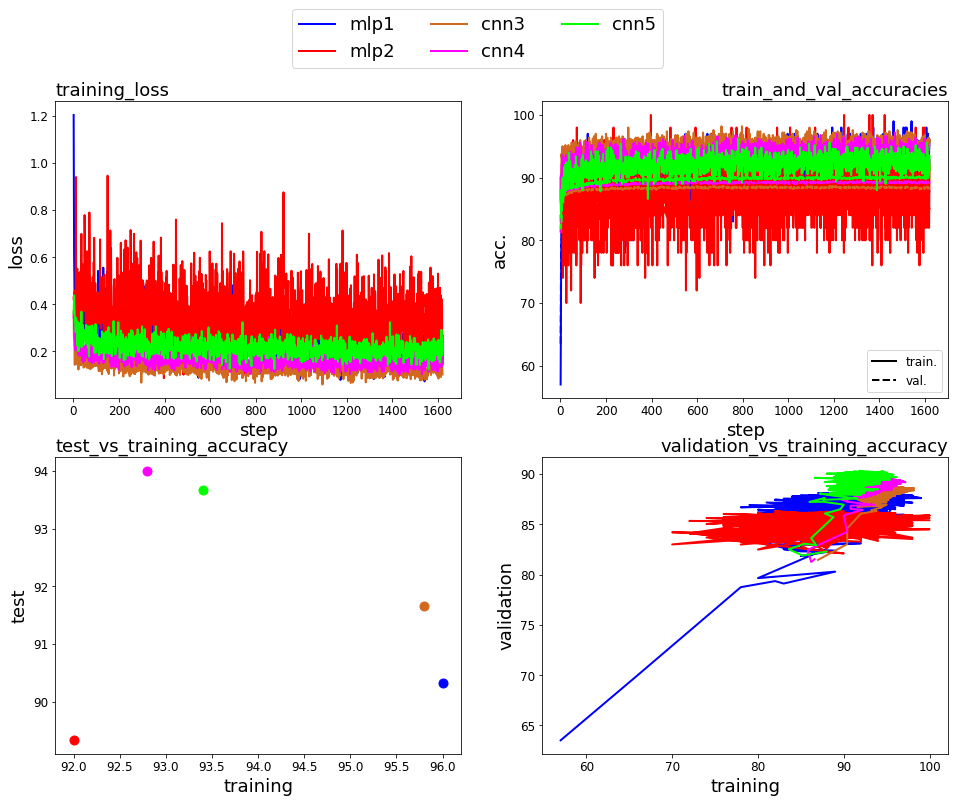 mlp1 cnn3 cnn5
mlp2 cnn4
training_loss
train_and_val_accuracies
1.2
1.0
0.8
0.6
0.4
0.2
loss
0 200 400 600 800 1000 1200 1400 1600
step
100
90
80
70
60
acc.
train.
val.
0 200 400 600 800 1000 1200 1400 1600
step
test_vs_training_accuracy
validation_vs_training_accuracy
94
93
92
91
90
test
92.0 92.5 93.0 93.5 94.0 94.5 95.0 95.5 96.0
training
90
85
80
75
70
65
validation
60 70 80 90 100
training